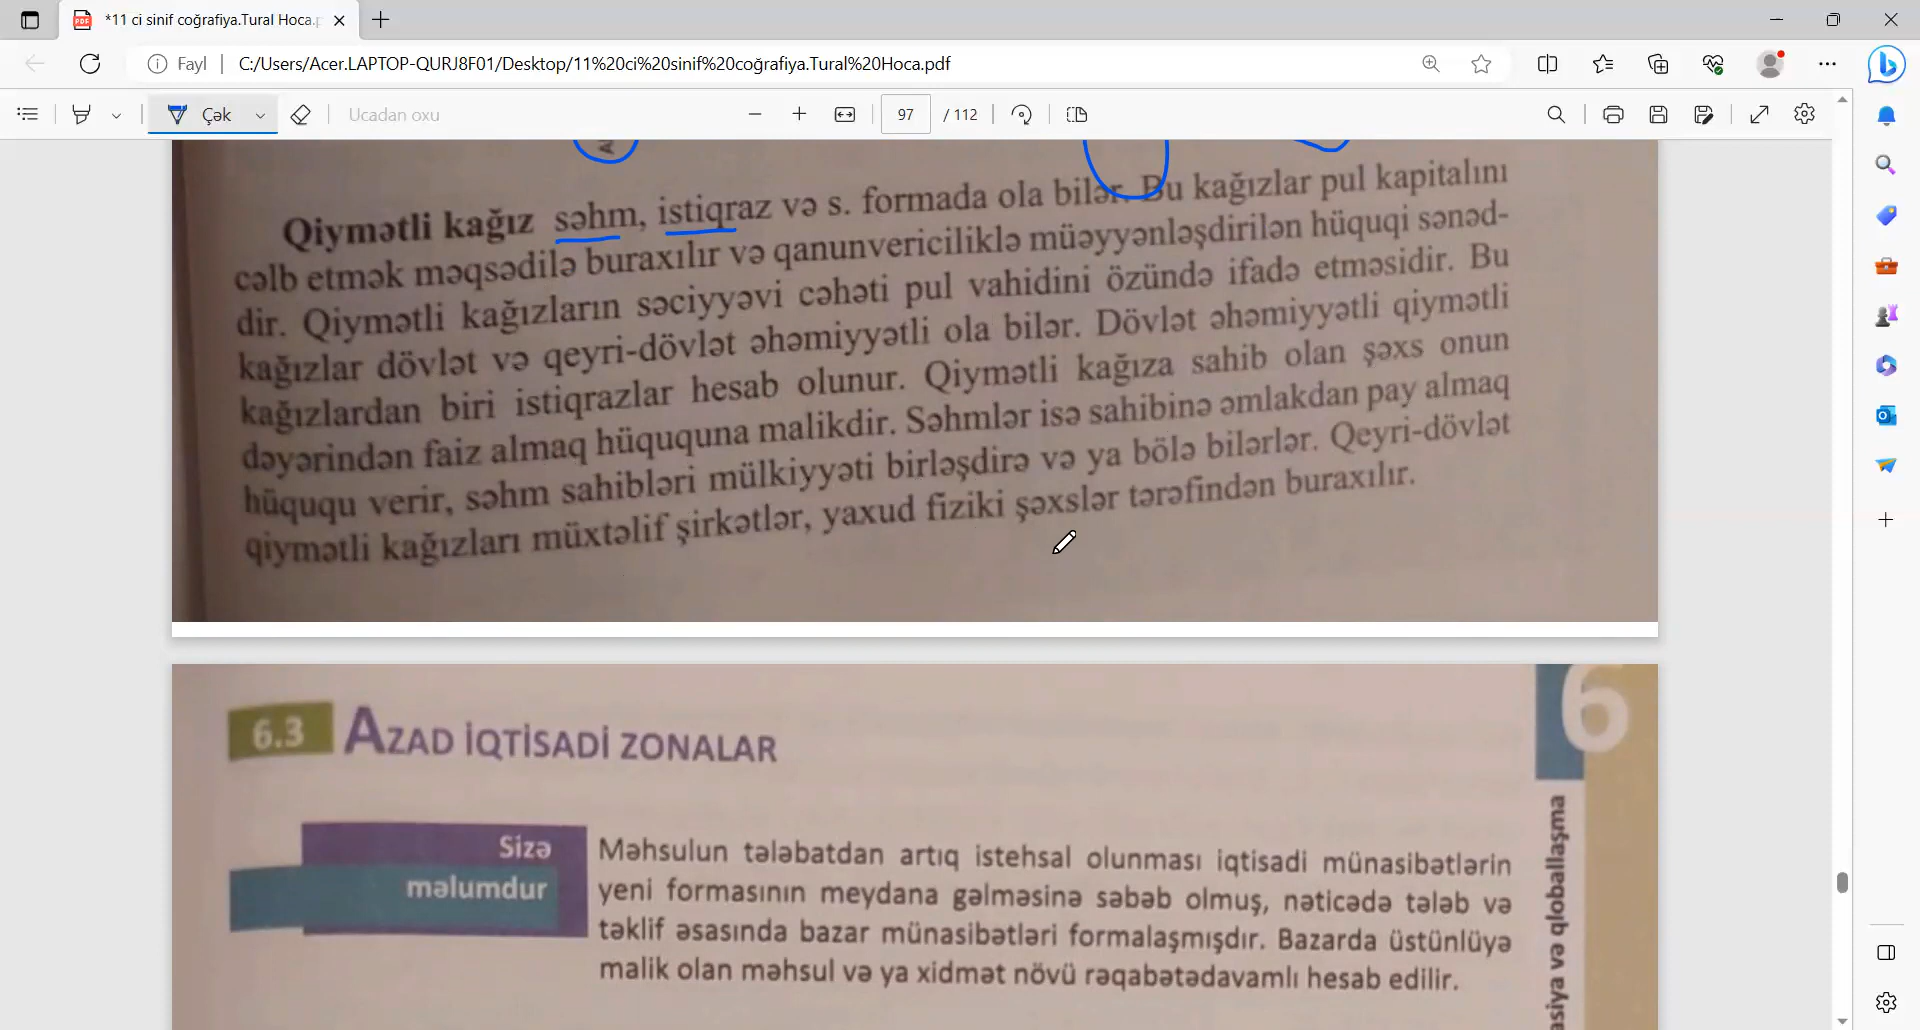 *11 ci sinif coğrafiya.Tural Hoca.p
Fayl
C:/Users/Acer.LAPTOP-QURJ8F01/Desktop/11%20ci%20sinif%20coğrafiya.Tural%20Hoca.pdf
Çək
Ucadan oxu
97 / 112
Qiymətli kağız səhm, istiqraz və s. formada ola bilər. Bu kağızlar pul kapitalını
cəlb etmək məqsədilə buraxılır və qanunvericiliklə müəyyənləşdirilən hüquqi sənəd-
dir. Qiymətli kağızların səciyyəvi cəhəti pul vahidini özündə ifadə etməsidir. Bu
kağızlar dövlət və qeyri-dövlət əhəmiyyətli ola bilər. Dövlət əhəmiyyətli qiymətli
kağızlardan biri istiqrazlar hesab olunur. Qiymətli kağıza sahib olan şəxs onun
dəyərindən faiz almaq hüququna malikdir. Səhmlər isə sahibinə əmlakdan pay almaq
hüququ verir, səhm sahibləri mülkiyyəti birləşdirə və ya bölə bilərlər. Qeyri-dövlət
qiymətli kağızları müxtəlif şirkətlər, yaxud fiziki şəxslər tərəfindən buraxılır.
6
6.3 AZAD İQTİSADİ ZONALAR
Sizə
məlumdur
Məhsulun tələbatdan artıq istehsal olunması iqtisadi münasibətlərin
yeni formasının meydana gəlməsinə səbəb olmuş, nəticədə tələb və
təklif əsasında bazar münasibətləri formalaşmışdır. Bazarda üstünlüyə
malik olan məhsul və ya xidmət növü rəqabətədavamlı hesab edilir.
asiya və qloballaşma